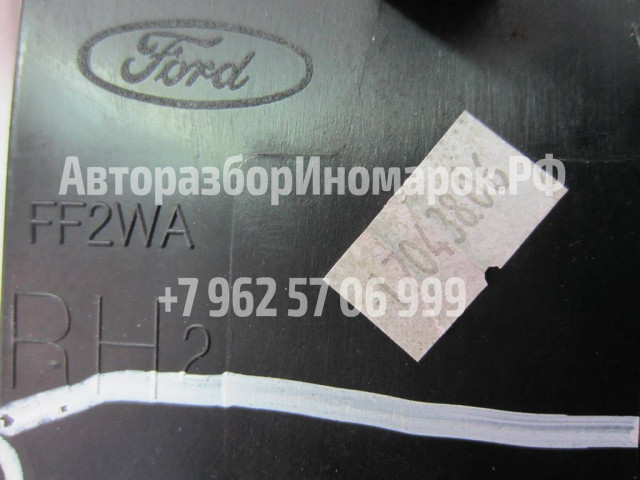 Ford
АвторазборИномарок.РФ
FF2WA
+7 962 57 06 999
RH2